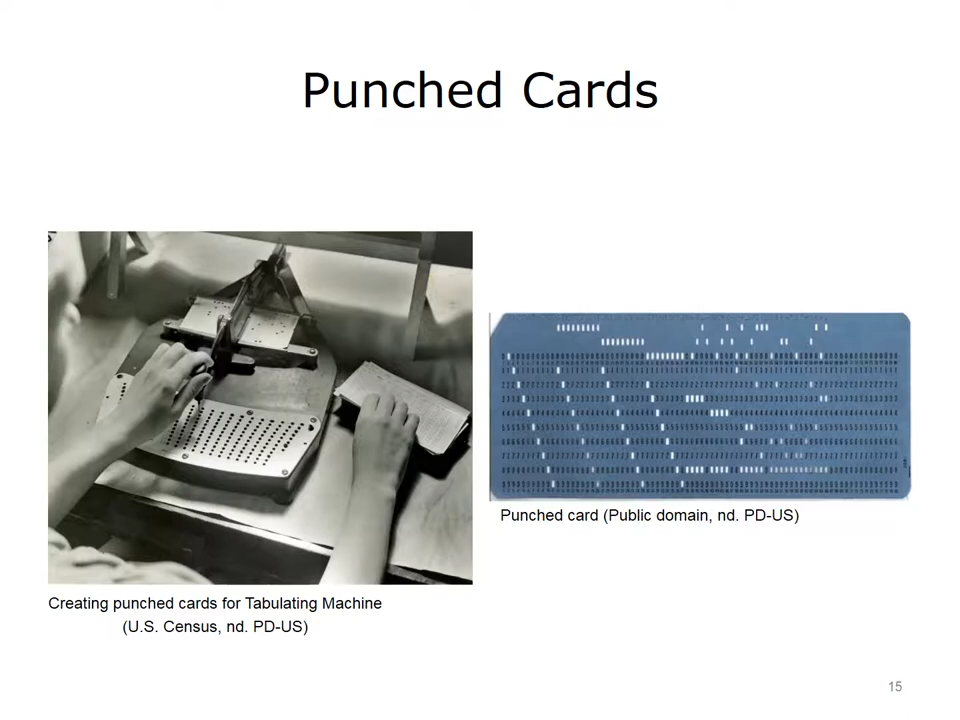 Punched Cards
Punched card (Public domain, nd. PD-US)
Creating punched cards for Tabulating Machine
(U.S. Census, nd. PD-US)
15